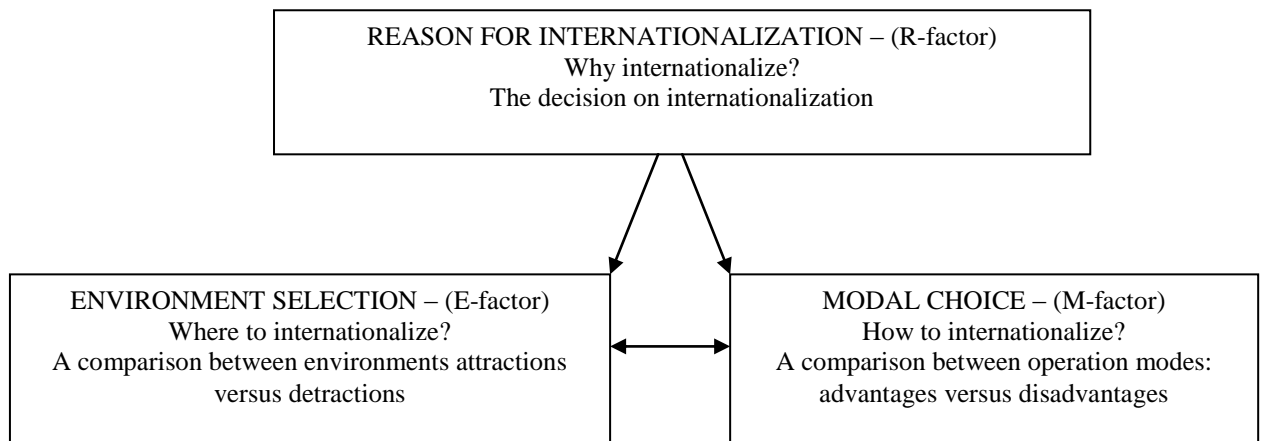 REASON FOR INTERNATIONALIZATION – (R-factor)
Why internationalize?
The decision on internationalization
ENVIRONMENT SELECTION – (E-factor)
Where to internationalize?
A comparison between environments attractions
versus detractions
MODAL CHOICE – (M-factor)
How to internationalize?
A comparison between operation modes:
advantages versus disadvantages